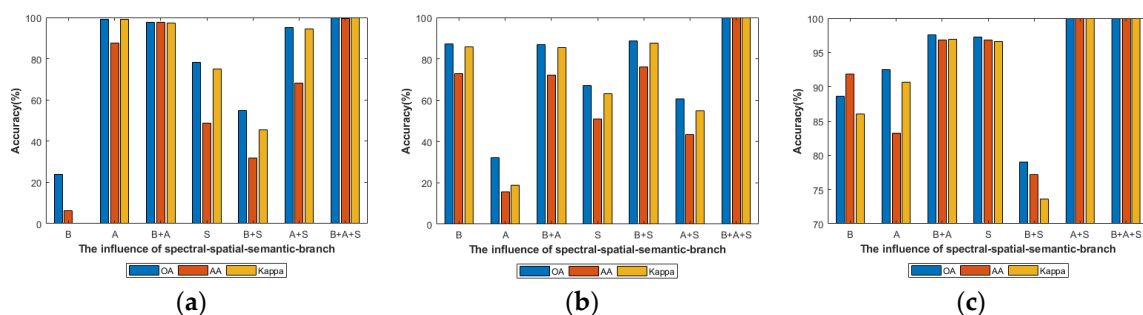 100
80
60
40
20
0
Accuracy(%)
B A B+A S B+S A+S B+A+S
The influence of spectral-spatial-semantic-branch
OA AA Kappa
(a)
100
80
60
40
20
0
Accuracy(%)
B A B+A S B+S A+S B+A+S
The influence of spectral-spatial-semantic-branch
OA AA Kappa
(b)
100
95
90
85
80
75
70
Accuracy(%)
B A B+A S B+S A+S B+A+S
The influence of spectral-spatial-semantic-branch
OA AA Kappa
(c)